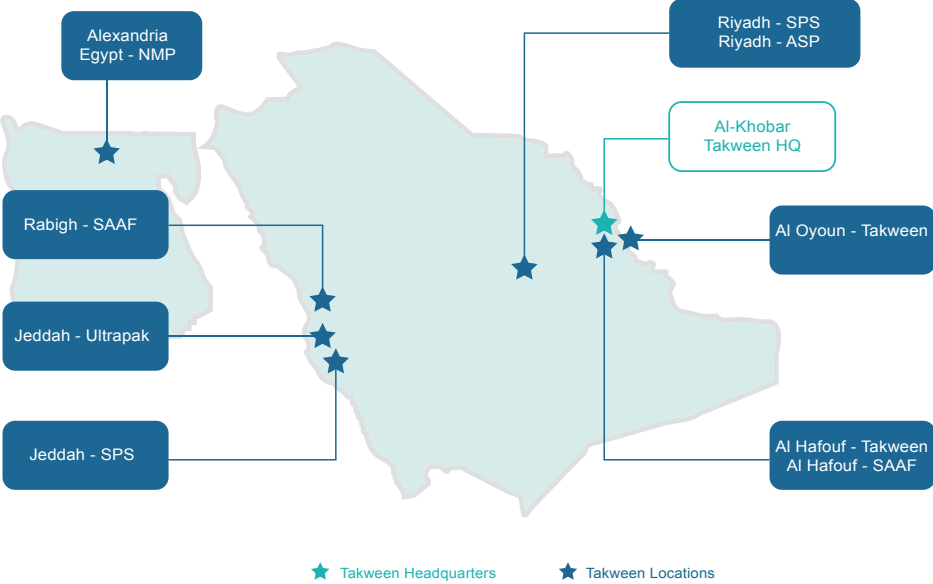 Alexandria
Egypt - NMP
Riyadh - SPS
Riyadh - ASP
Al-Khobar
Takween HQ
Rabigh - SAAF
Al Oyoun - Takween
Jeddah - Ultrapak
Jeddah - SPS
Al Hafouf - Takween
Al Hafouf - SAAF
Takween Headquarters
Takween Locations